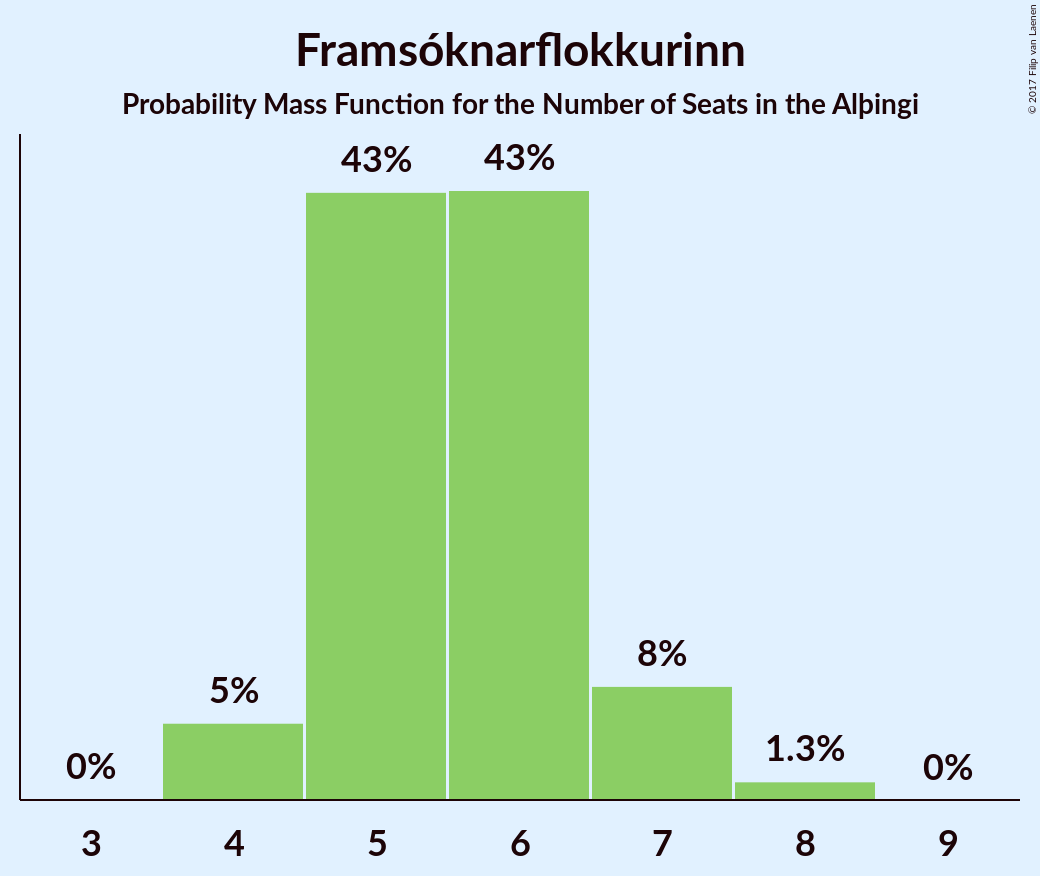 Framsóknarflokkurinn
Probability Mass Function for the Number of Seats in the Alþingi
© 2017 Filip van Laenen
43% 43%
8%
5%
1.3%
0% 0%
3 4 5 6 7 8 9